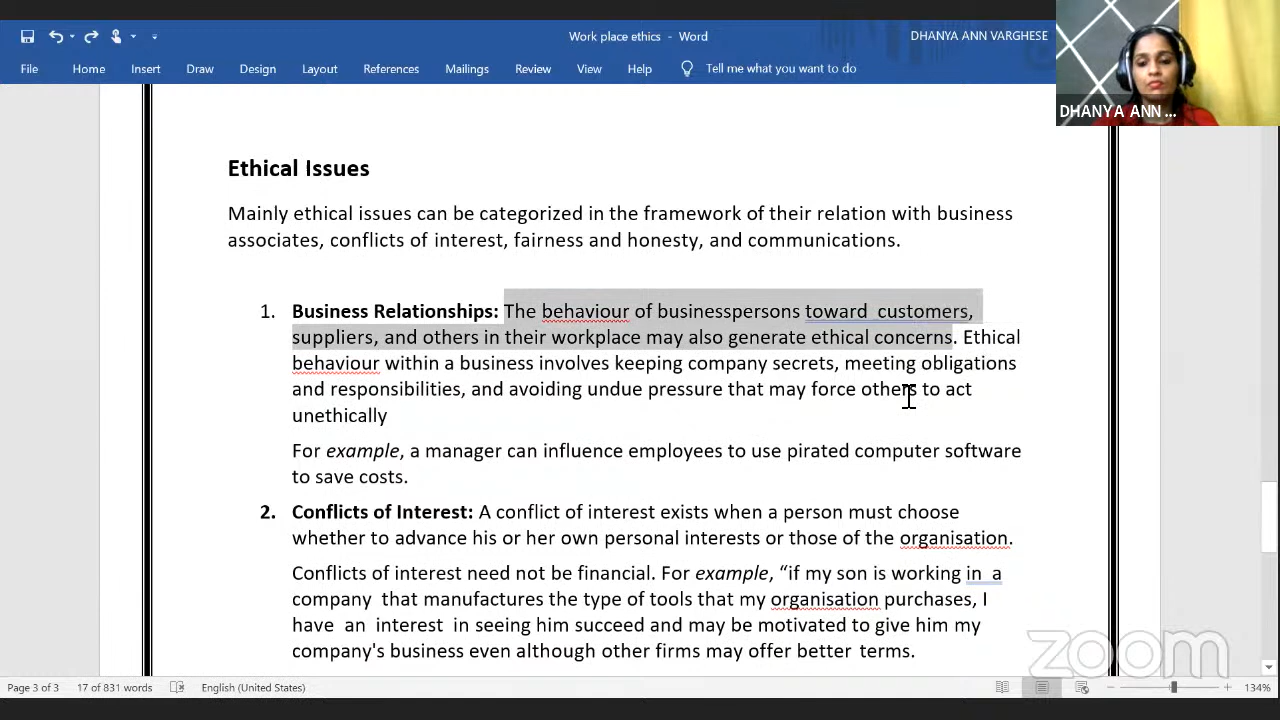 Work place ethics - Word
DHANYA ANN VARGHESE
File Home Insert Draw Design Layout References Mailings Review View Help Tell me what you want to do
DHANYA ANN ...
Ethical Issues
Mainly ethical issues can be categorized in the framework of their relation with business
associates, conflicts of interest, fairness and honesty, and communications.
1. Business Relationships: The behaviour of businesspersons toward customers,
suppliers, and others in their workplace may also generate ethical concerns. Ethical
behaviour within a business involves keeping company secrets, meeting obligations
and responsibilities, and avoiding undue pressure that may force others to act
unethically
For example, a manager can influence employees to use pirated computer software
to save costs.
2. Conflicts of Interest: A conflict of interest exists when a person must choose
whether to advance his or her own personal interests or those of the organisation.
Conflicts of interest need not be financial. For example, “if my son is working in a
company that manufactures the type of tools that my organisation purchases, I
have an interest in seeing him succeed and may be motivated to give him my
company's business even although other firms may offer better terms.
zoom
Page 3 of 3 17 of 831 words English (United States) 134%